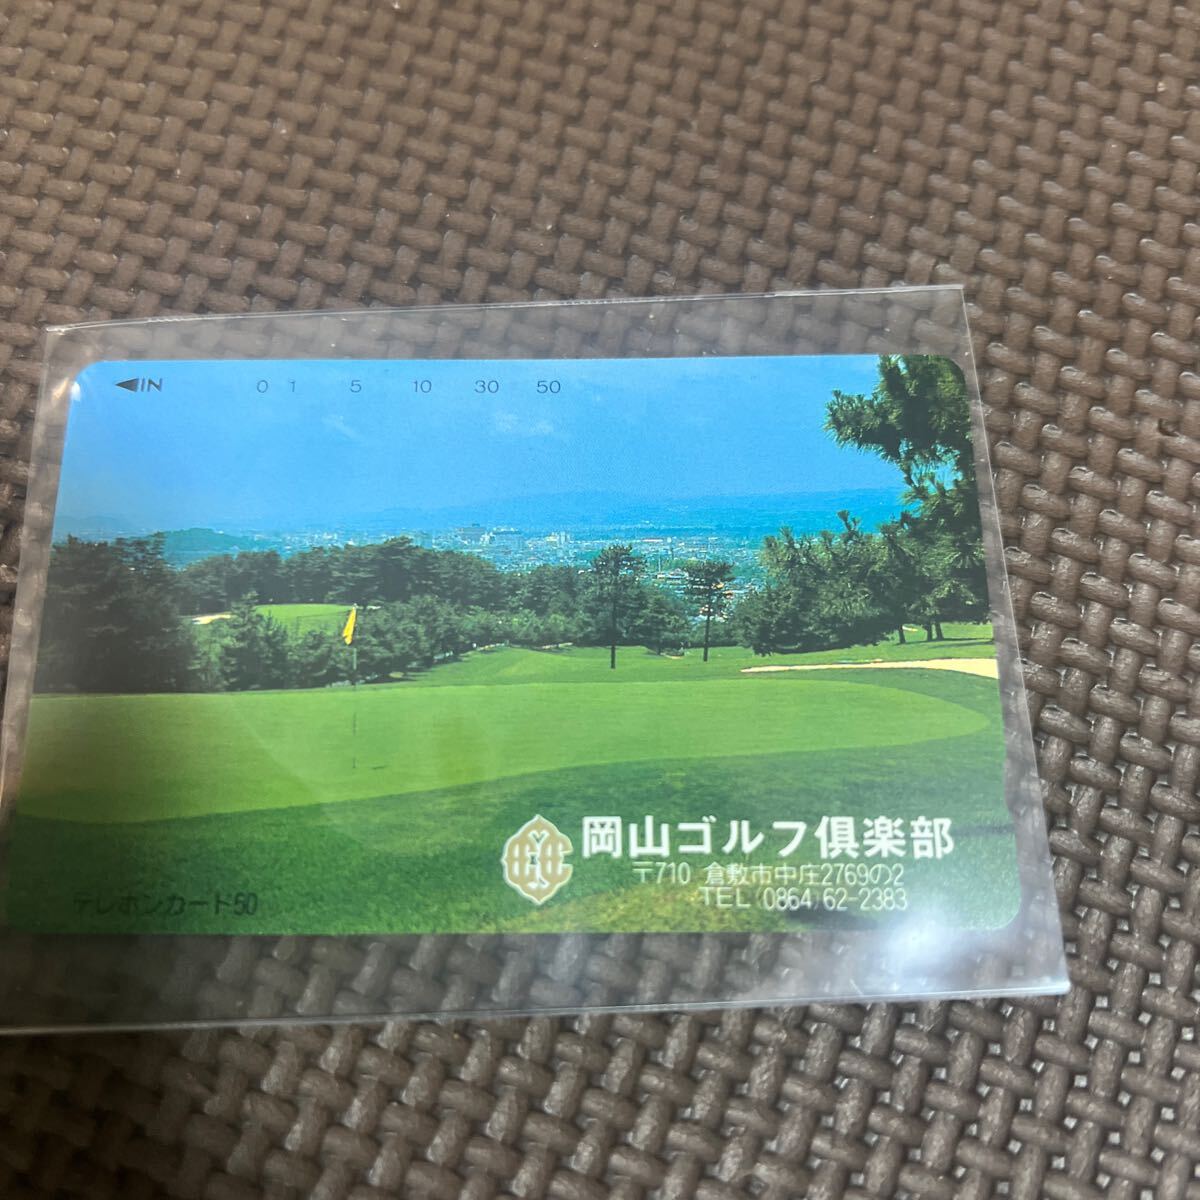 ◀IN 0 1 5 10 30 50
岡山ゴルフ倶楽部
〒710 倉敷市中庄2769の2
TEL (0864) 62-2383
テレホンカード50